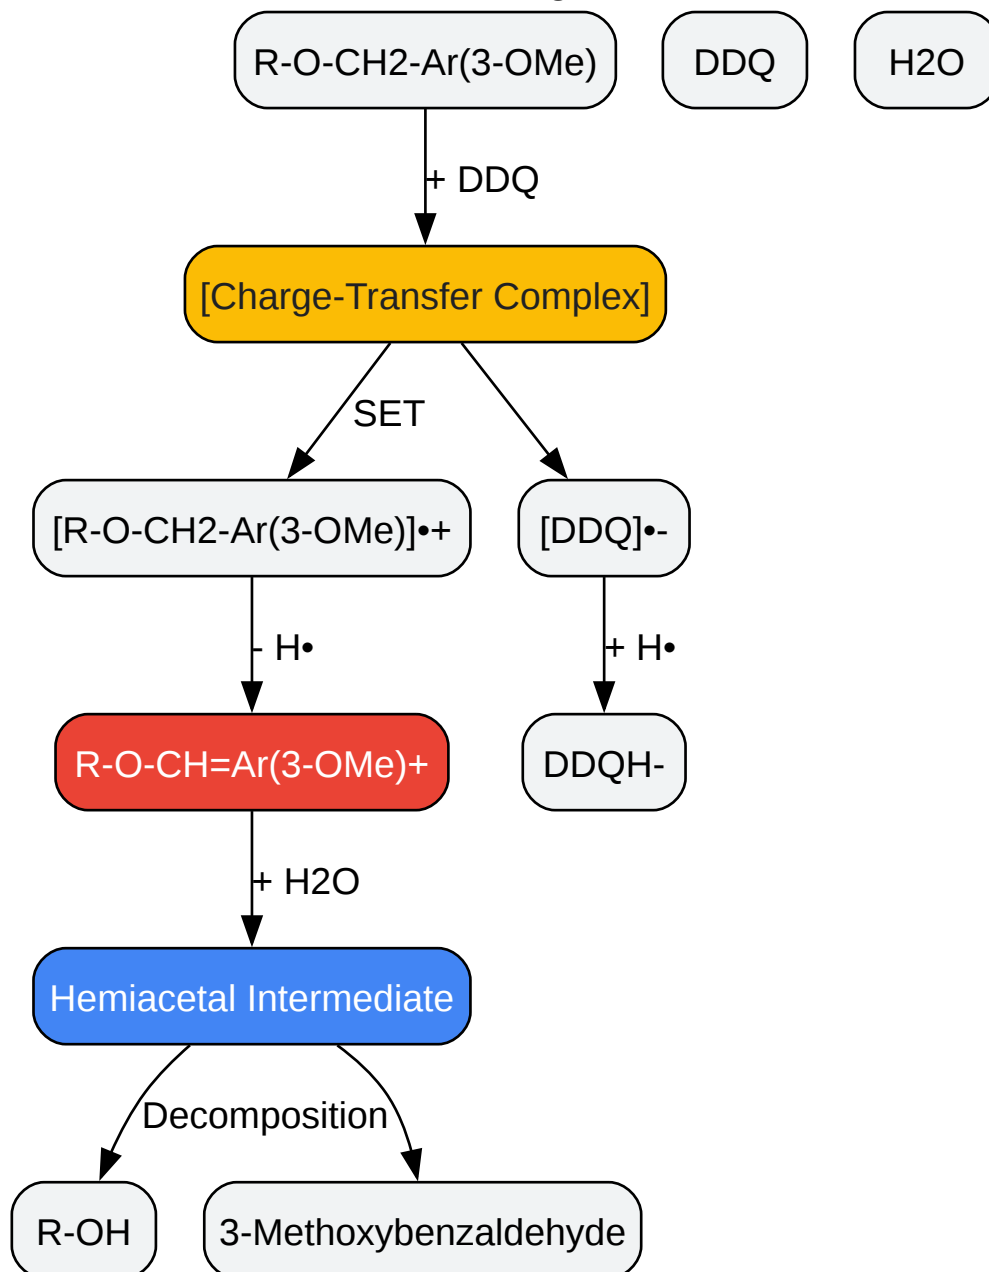 R-O-CH2-Ar(3-OMe)
DDQ
H2O
+ DDQ
[Charge-Transfer Complex]
SET
[R-O-CH2-Ar(3-OMe)]•+
[DDQ]•-
- H•
+ H•
R-O-CH=Ar(3-OMe)+
DDQH-
+ H2O
Hemiacetal Intermediate
Decomposition
R-OH
3-Methoxybenzaldehyde